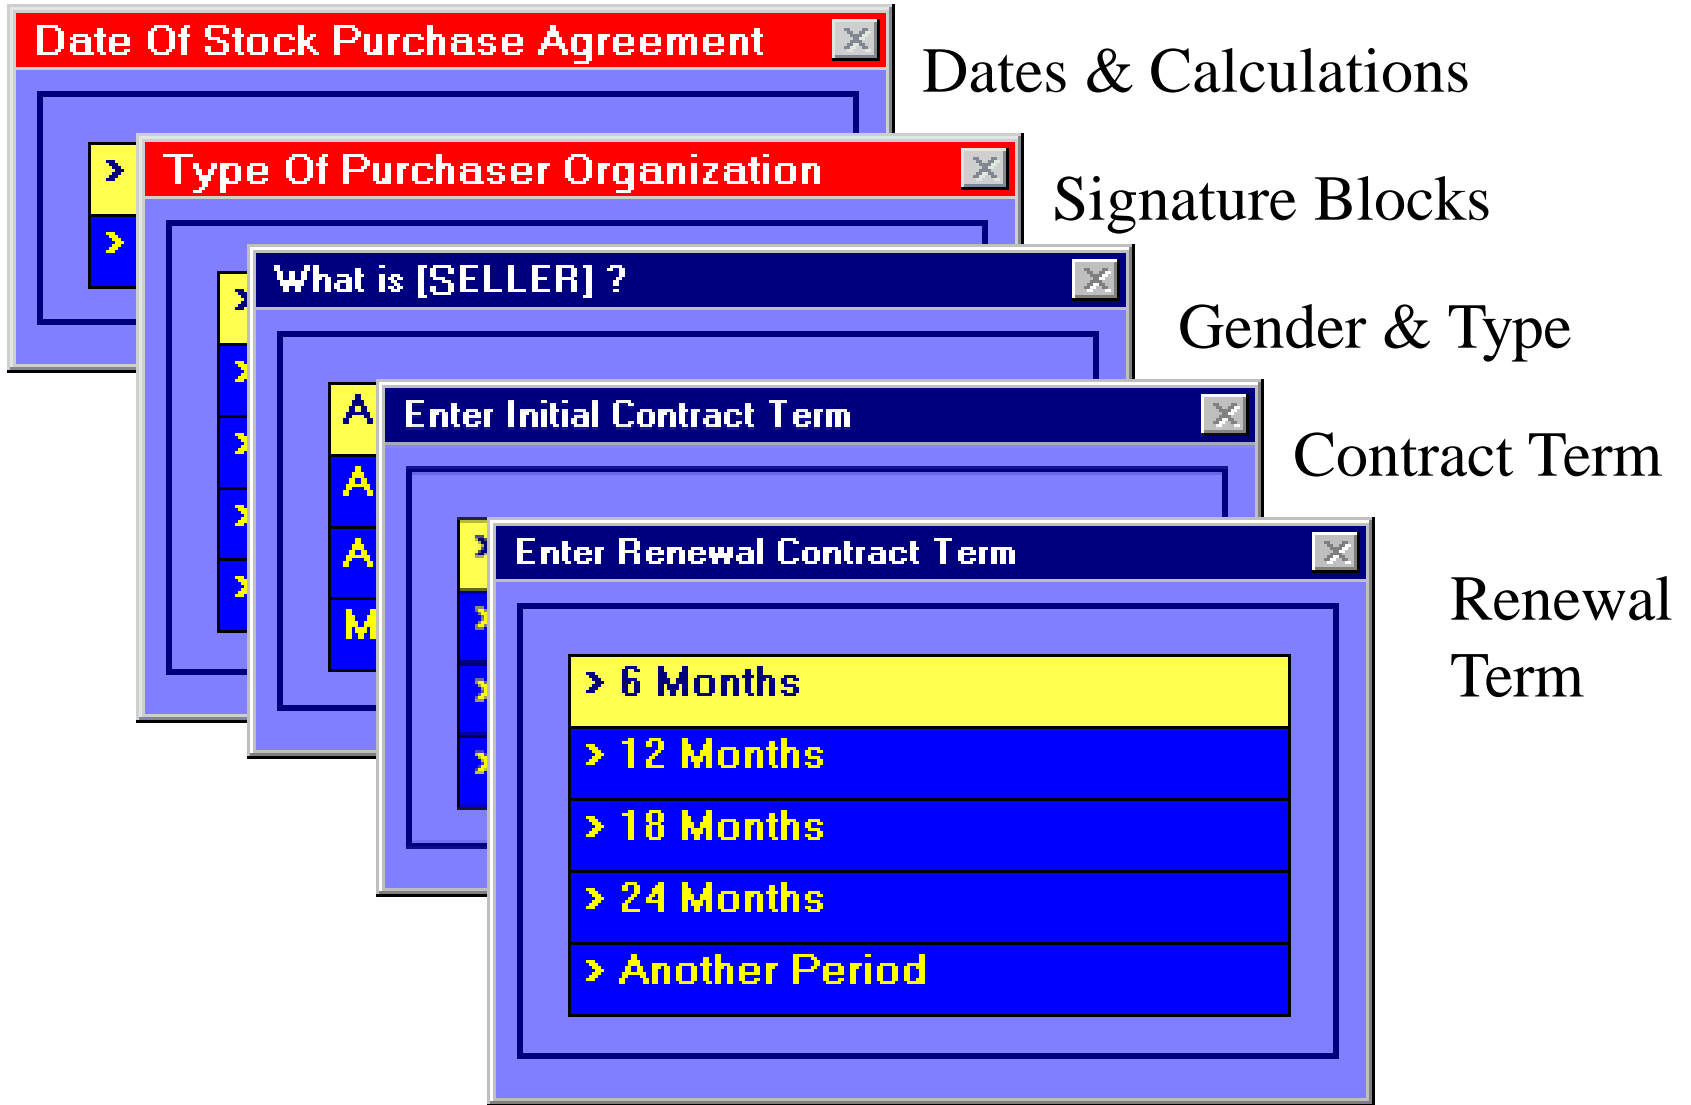 Date Of Stock Purchase Agreement
Dates & Calculations
>
>
Type Of Purchaser Organization
Signature Blocks
What is [SELLER] ?
Gender & Type
A
A
A
M
Enter Initial Contract Term
Contract Term
Enter Renewal Contract Term
Renewal
Term
> 6 Months
> 12 Months
> 18 Months
> 24 Months
> Another Period